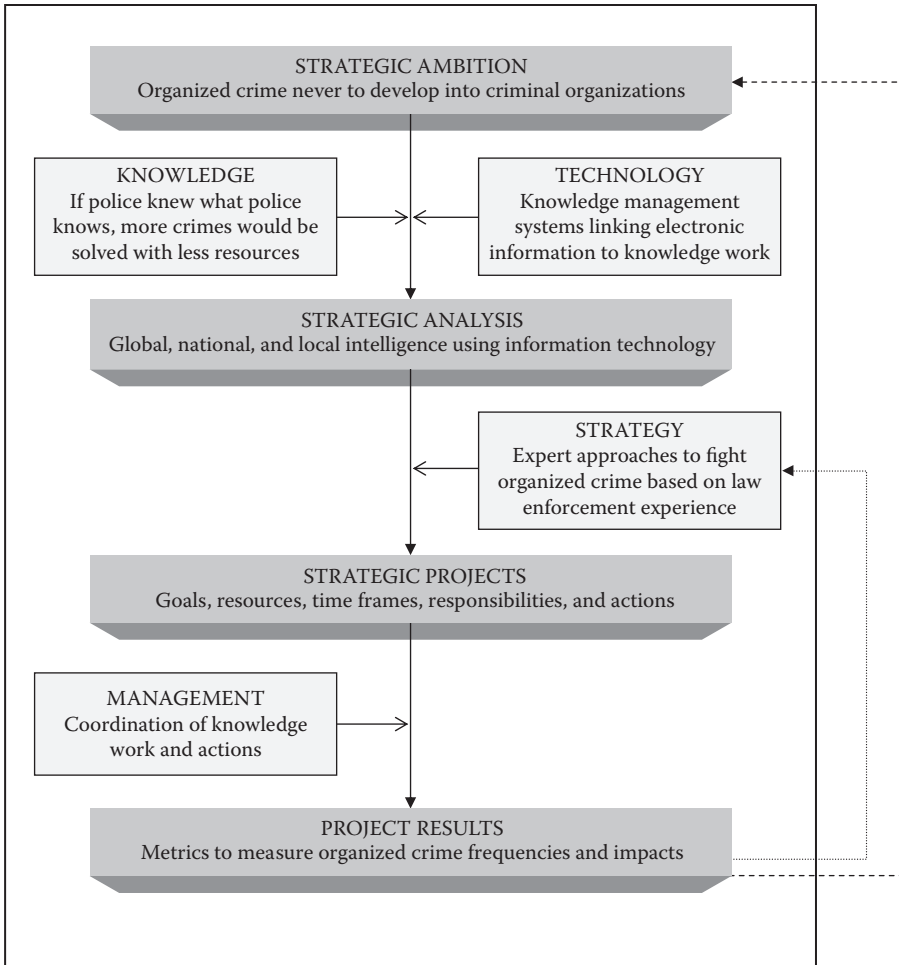 STRATEGIC AMBITION
Organized crime never to develop into criminal organizations
KNOWLEDGE
If police knew what police
knows, more crimes would be
solved with less resources
TECHNOLOGY
Knowledge management
systems linking electronic
information to knowledge work
STRATEGIC ANALYSIS
Global, national, and local intelligence using information technology
STRATEGY
Expert approaches to fight
organized crime based on law
enforcement experience
STRATEGIC PROJECTS
Goals, resources, time frames, responsibilities, and actions
MANAGEMENT
Coordination of knowledge
work and actions
PROJECT RESULTS
Metrics to measure organized crime frequencies and impacts